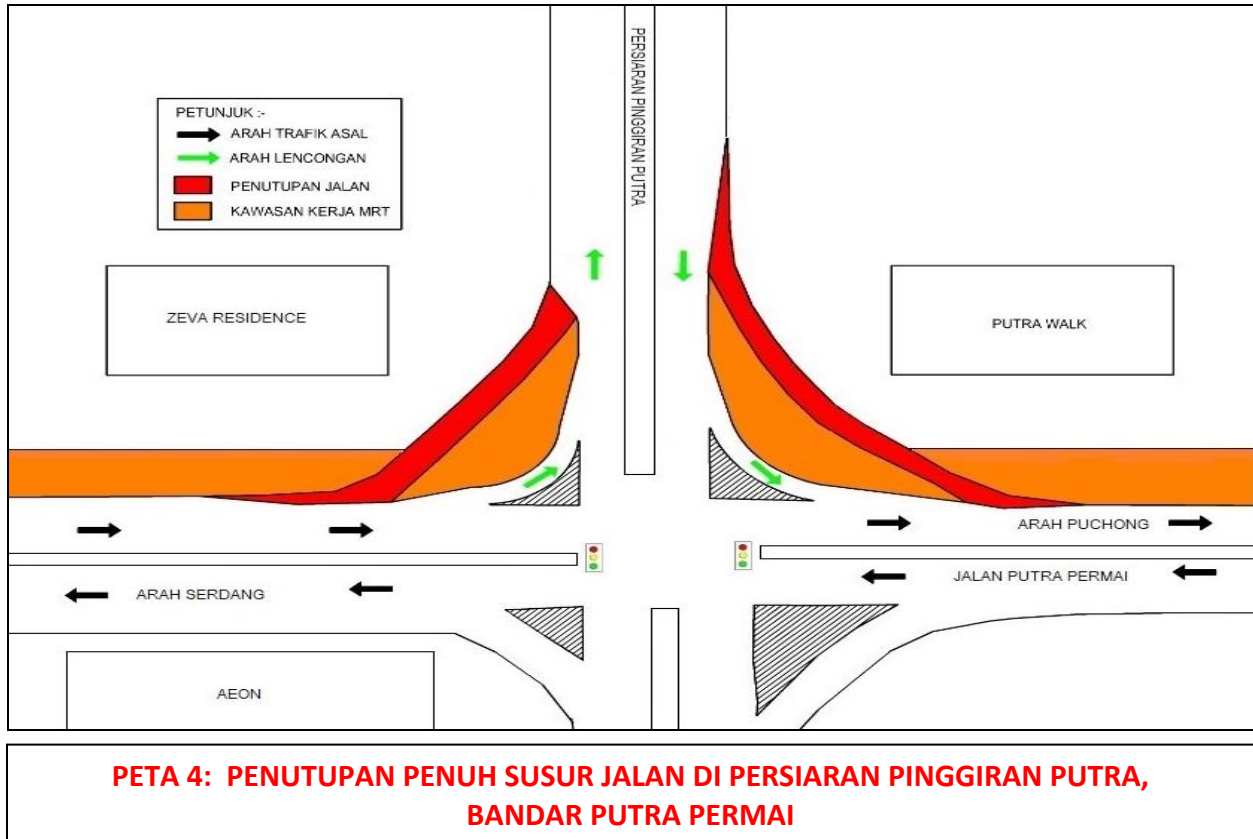 PERSIARAN PINGGIRAN PUTRA
PETUNJUK :-
ARAH TRAFIK ASAL
ARAH LENCONGAN
PENUTUPAN JALAN
KAWASAN KERJA MRT
ZEVA RESIDENCE
PUTRA WALK
ARAH PUCHONG
JALAN PUTRA PERMAI
ARAH SERDANG
AEON
PETA 4: PENUTUPAN PENUH SUSUR JALAN DI PERSIARAN PINGGIRAN PUTRA,
BANDAR PUTRA PERMAI